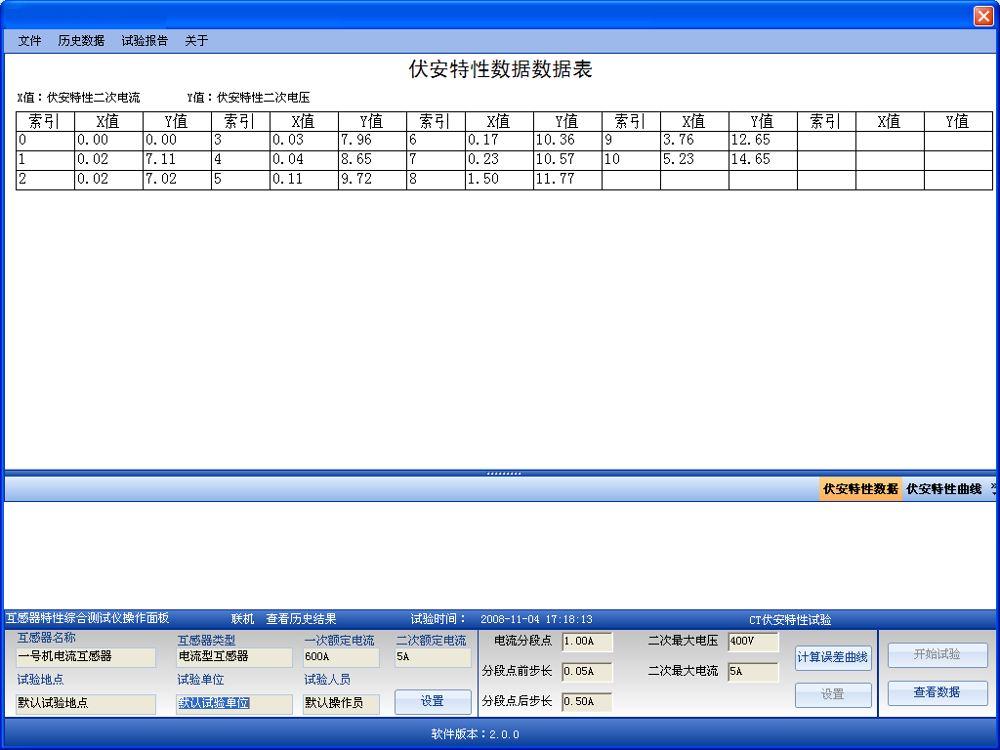 文件 历史数据 试验报告 关于
伏安特性数据数据表
X值：伏安特性二次电流 Y值：伏安特性二次电压
索引 X值 Y值 索引 X值 Y值 索引 X值 Y值 索引 X值 Y值 索引 X值 Y值
0 0.00 0.00 3 0.03 7.96 6 0.17 10.36 9 3.76 12.65
1 0.02 7.11 4 0.04 8.65 7 0.23 10.57 10 5.23 14.65
2 0.02 7.02 5 0.11 9.72 8 1.50 11.77
伏安特性数据 伏安特性曲线
互感器特性综合测试仪操作面板 联机 查看历史结果 试验时间： 2008-11-04 17:18:13 CT伏安特性试验
互感器名称 互感器类型 一次额定电流 二次额定电流
一号机电流互感器 电流型互感器 600A 5A
试验地点 试验单位 试验人员
默认试验地点 默认试验单位 默认操作员 设置
电流分段点 1.00A 二次最大电压 400V
分段点前步长 0.05A 二次最大电流 5A
分段点后步长 0.50A
计算误差曲线 开始试验
设置 查看数据
软件版本：2.0.0